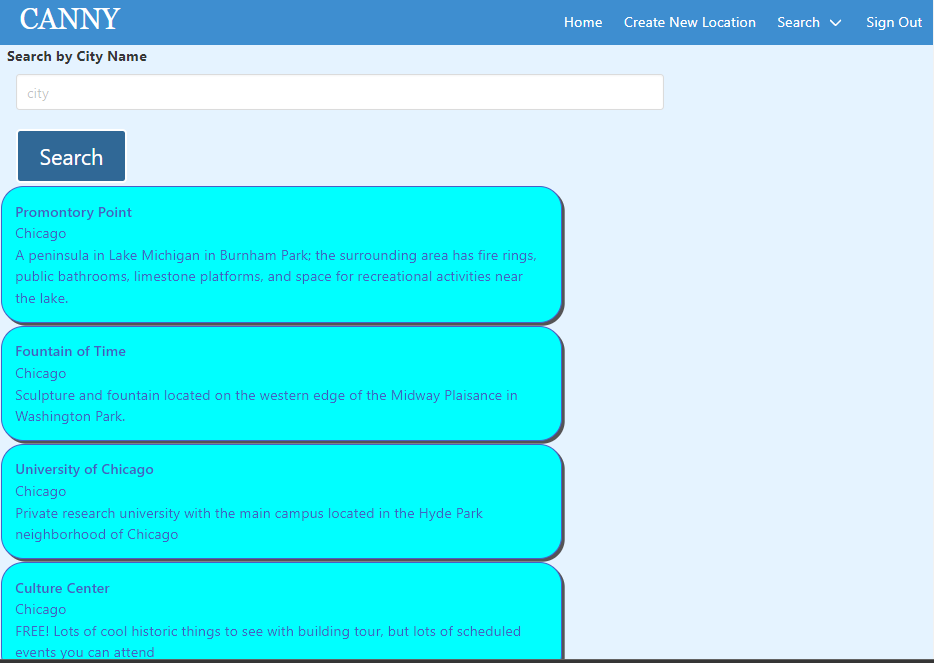 CANNY
Home Create New Location Search Sign Out
Search by City Name
city
Search
Promontory Point
Chicago
A peninsula in Lake Michigan in Burnham Park; the surrounding area has fire rings,
public bathrooms, limestone platforms, and space for recreational activities near
the lake.
Fountain of Time
Chicago
Sculpture and fountain located on the western edge of the Midway Plaisance in
Washington Park.
University of Chicago
Chicago
Private research university with the main campus located in the Hyde Park
neighborhood of Chicago
Culture Center
Chicago
FREE! Lots of cool historic things to see with building tour, but lots of scheduled
events you can attend